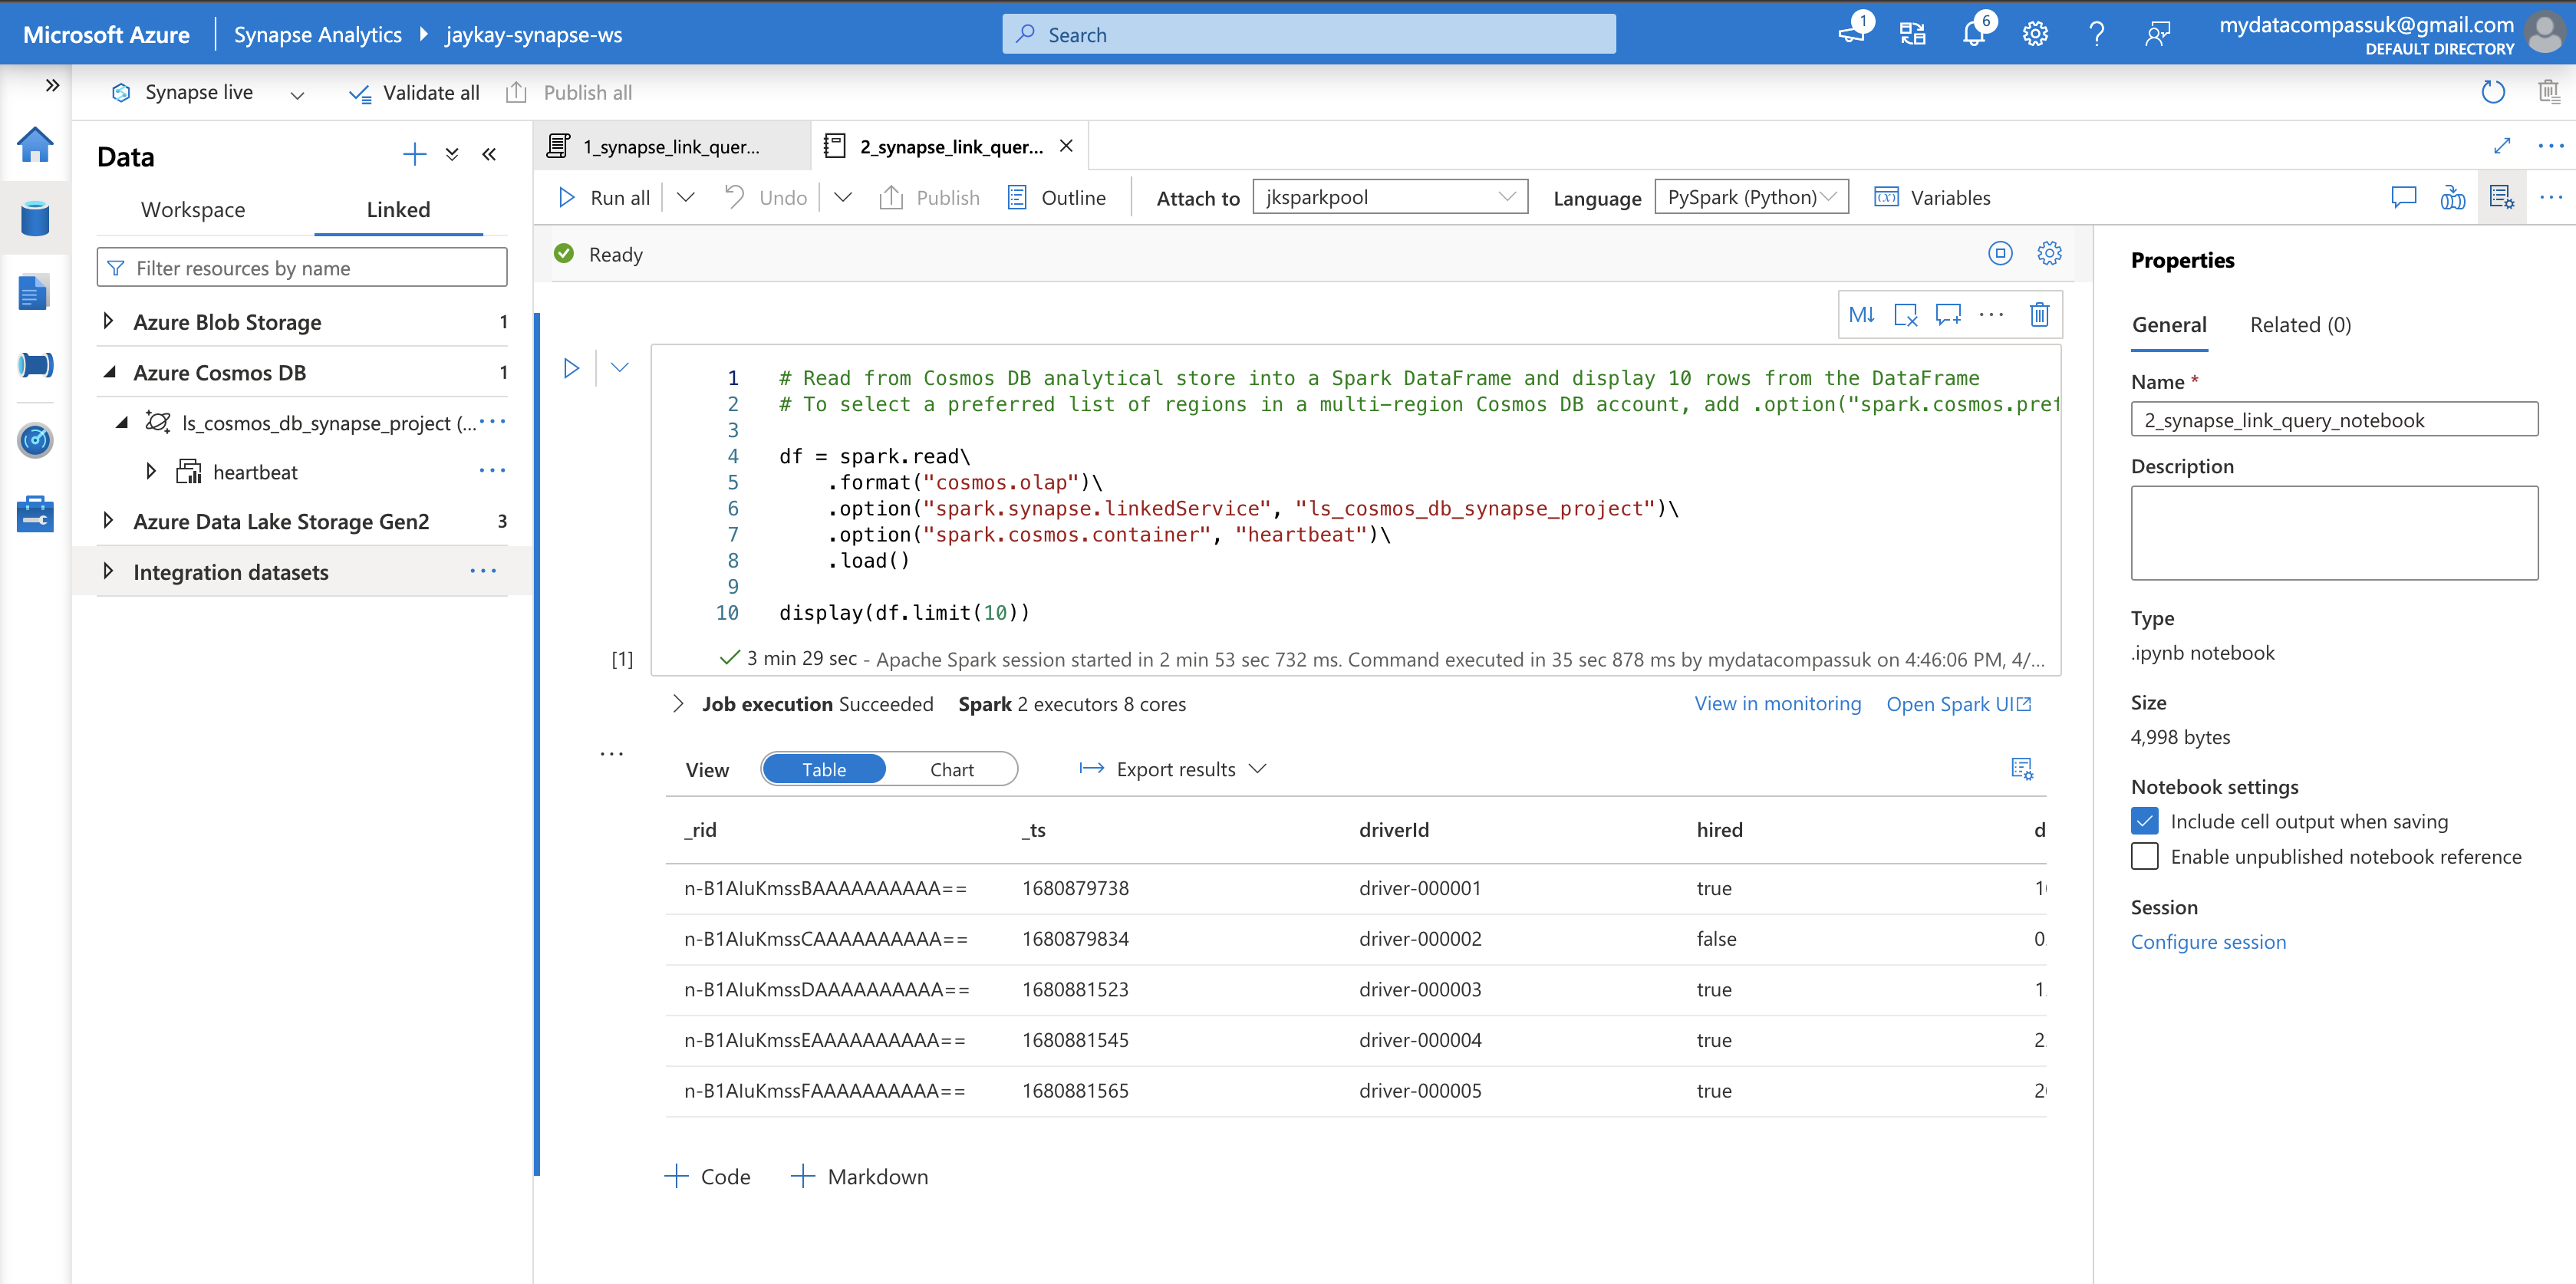 Microsoft Azure
Synapse Analytics
jaykay-synapse-ws
Search
1
6
mydatacompassuk@gmail.com
DEFAULT DIRECTORY
Synapse live
Validate all
Publish all
Data
Workspace
Linked
Filter resources by name
Azure Blob Storage 1
Azure Cosmos DB 1
ls_cosmos_db_synapse_project (...
heartbeat
Azure Data Lake Storage Gen2 3
Integration datasets
1_synapse_link_quer...
2_synapse_link_quer...
Run all
Undo
Publish
Outline
Attach to
jksparkpool
Language
PySpark (Python)
Variables
Ready
M↓
1 # Read from Cosmos DB analytical store into a Spark DataFrame and display 10 rows from the DataFrame
2 # To select a preferred list of regions in a multi-region Cosmos DB account, add .option("spark.cosmos.pref
3
4 df = spark.read\
5 .format("cosmos.olap")\
6 .option("spark.synapse.linkedService", "ls_cosmos_db_synapse_project")\
7 .option("spark.cosmos.container", "heartbeat")\
8 .load()
9
10 display(df.limit(10))
[1] 3 min 29 sec - Apache Spark session started in 2 min 53 sec 732 ms. Command executed in 35 sec 878 ms by mydatacompassuk on 4:46:06 PM, 4/...
Job execution Succeeded Spark 2 executors 8 cores
View in monitoring
Open Spark UI
View
Table
Chart
Export results
_rid _ts driverId hired d
n-B1AIuKmssBAAAAAAAAAA== 1680879738 driver-000001 true 1
n-B1AIuKmssCAAAAAAAAAA== 1680879834 driver-000002 false 0.
n-B1AIuKmssDAAAAAAAAAA== 1680881523 driver-000003 true 1.
n-B1AIuKmssEAAAAAAAAAA== 1680881545 driver-000004 true 2.
n-B1AIuKmssFAAAAAAAAAA== 1680881565 driver-000005 true 2
Code
Markdown
Properties
General
Related (0)
Name *
2_synapse_link_query_notebook
Description
Type
.ipynb notebook
Size
4,998 bytes
Notebook settings
Include cell output when saving
Enable unpublished notebook reference
Session
Configure session